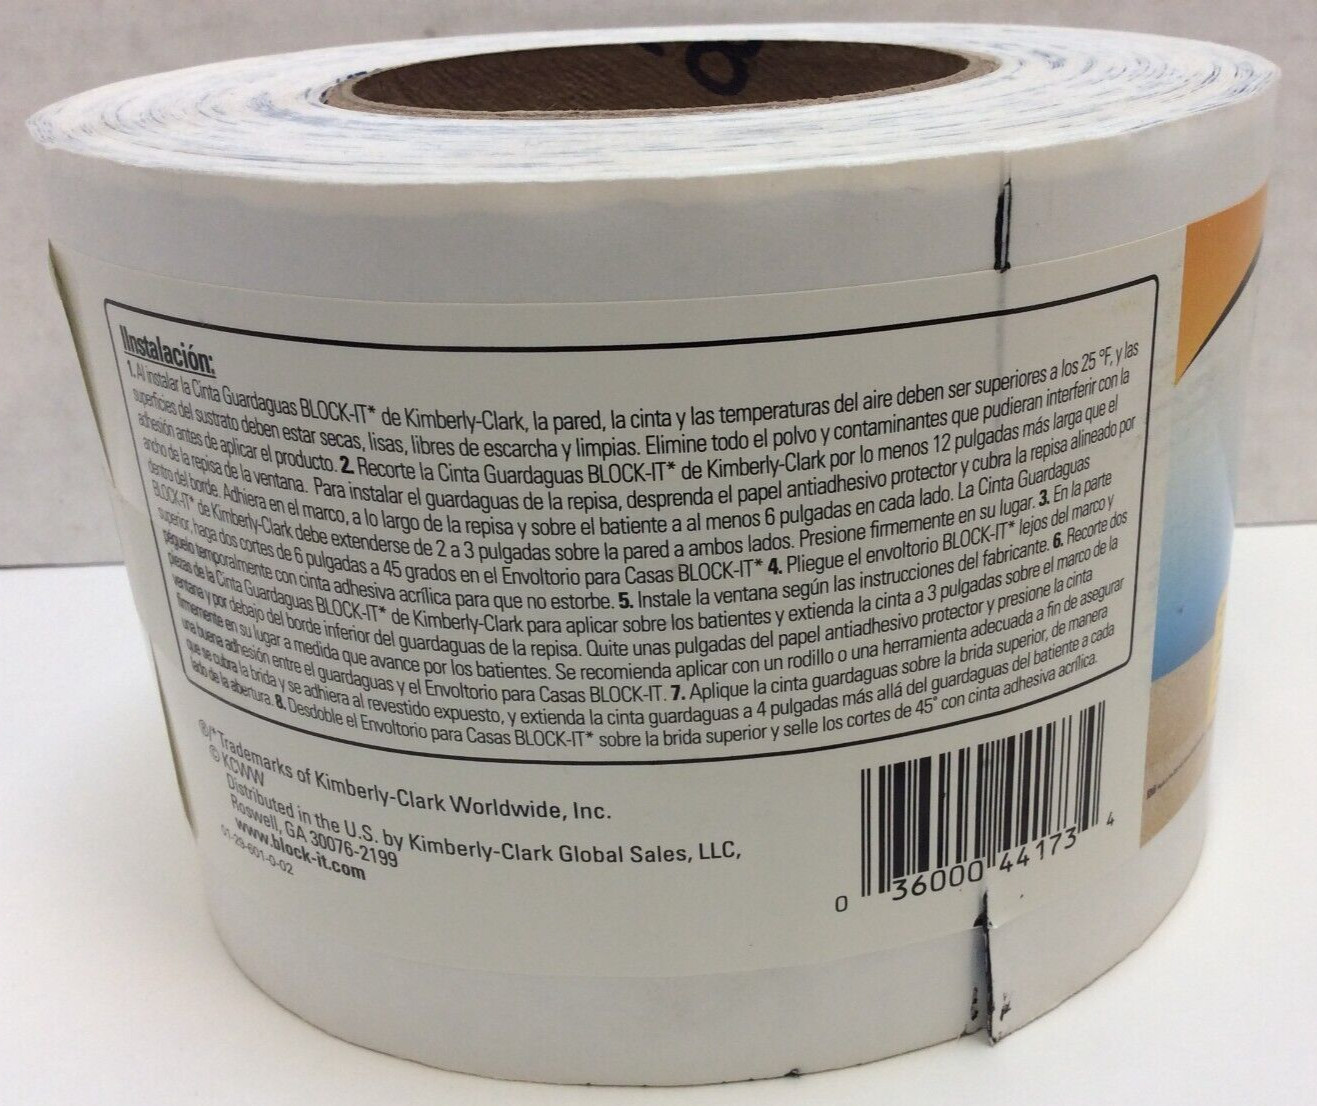 Instalación:
1. Al instalar la Cinta Guardaguas BLOCK-IT* de Kimberly-Clark, la pared, la cinta y las temperaturas del aire deben ser superiores a los 25 °F, y las
superficies del sustrato deben estar secas, lisas, libres de escarcha y limpias. Elimine todo el polvo y contaminantes que pudieran interferir con la
adhesión antes de aplicar el producto. 2. Recorte la Cinta Guardaguas BLOCK-IT* de Kimberly-Clark por lo menos 12 pulgadas más larga que el
ancho de la repisa de la ventana. Para instalar el guardaguas de la repisa, desprenda el papel antiadhesivo protector y cubra la repisa alineado por
dentro del borde. Adhiera en el marco, a lo largo de la repisa y sobre el batiente a al menos 6 pulgadas en cada lado. La Cinta Guardaguas
BLOCK-IT* de Kimberly-Clark debe extenderse de 2 a 3 pulgadas sobre la pared a ambos lados. Presione firmemente en su lugar. 3. En la parte
superior, haga dos cortes de 6 pulgadas a 45 grados en el Envoltorio para Casas BLOCK-IT* 4. Pliegue el envoltorio BLOCK-IT* lejos del marco y
péguelo temporalmente con cinta adhesiva acrílica para que no estorbe. 5. Instale la ventana según las instrucciones del fabricante. 6. Recorte dos
piezas de la Cinta Guardaguas BLOCK-IT* de Kimberly-Clark para aplicar sobre los batientes y extienda la cinta a 3 pulgadas sobre el marco de la
ventana y por debajo del borde inferior del guardaguas de la repisa. Quite unas pulgadas del papel antiadhesivo protector y presione la cinta
firmemente en su lugar a medida que avance por los batientes. Se recomienda aplicar con un rodillo o una herramienta adecuada a fin de asegurar
una buena adhesión entre el guardaguas y el Envoltorio para Casas BLOCK-IT. 7. Aplique la cinta guardaguas sobre la brida superior, de manera
que se cubra la brida y se adhiera al revestido expuesto, y extienda la cinta guardaguas a 4 pulgadas más allá del guardaguas del batiente a cada
lado de la abertura. 8. Desdoble el Envoltorio para Casas BLOCK-IT* sobre la brida superior y selle los cortes de 45° con cinta adhesiva acrílica.
®/*Trademarks of Kimberly-Clark Worldwide, Inc.
© KCWW
Distributed in the U.S. by Kimberly-Clark Global Sales, LLC,
Roswell, GA 30076-2199
www.block-it.com
01-29-601-0-02
0 36000 44173 4